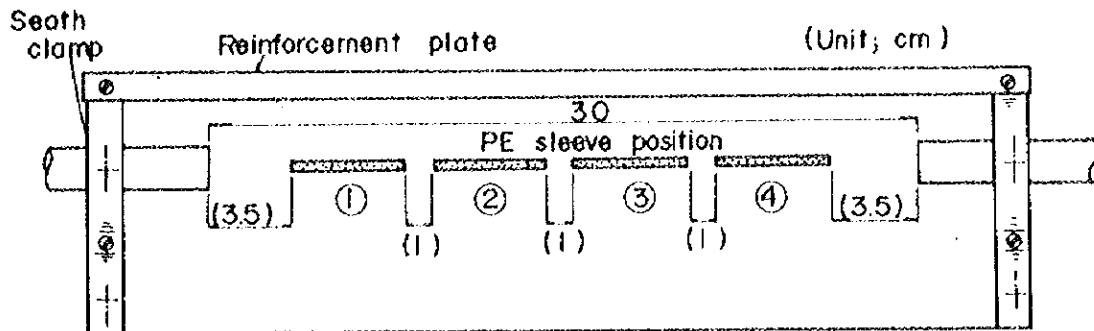 Seath
clamp
Reinforcement plate
(Unit; cm)
30
PE sleeve position
① ② ③ ④
(3.5) (3.5)
(1) (1) (1)